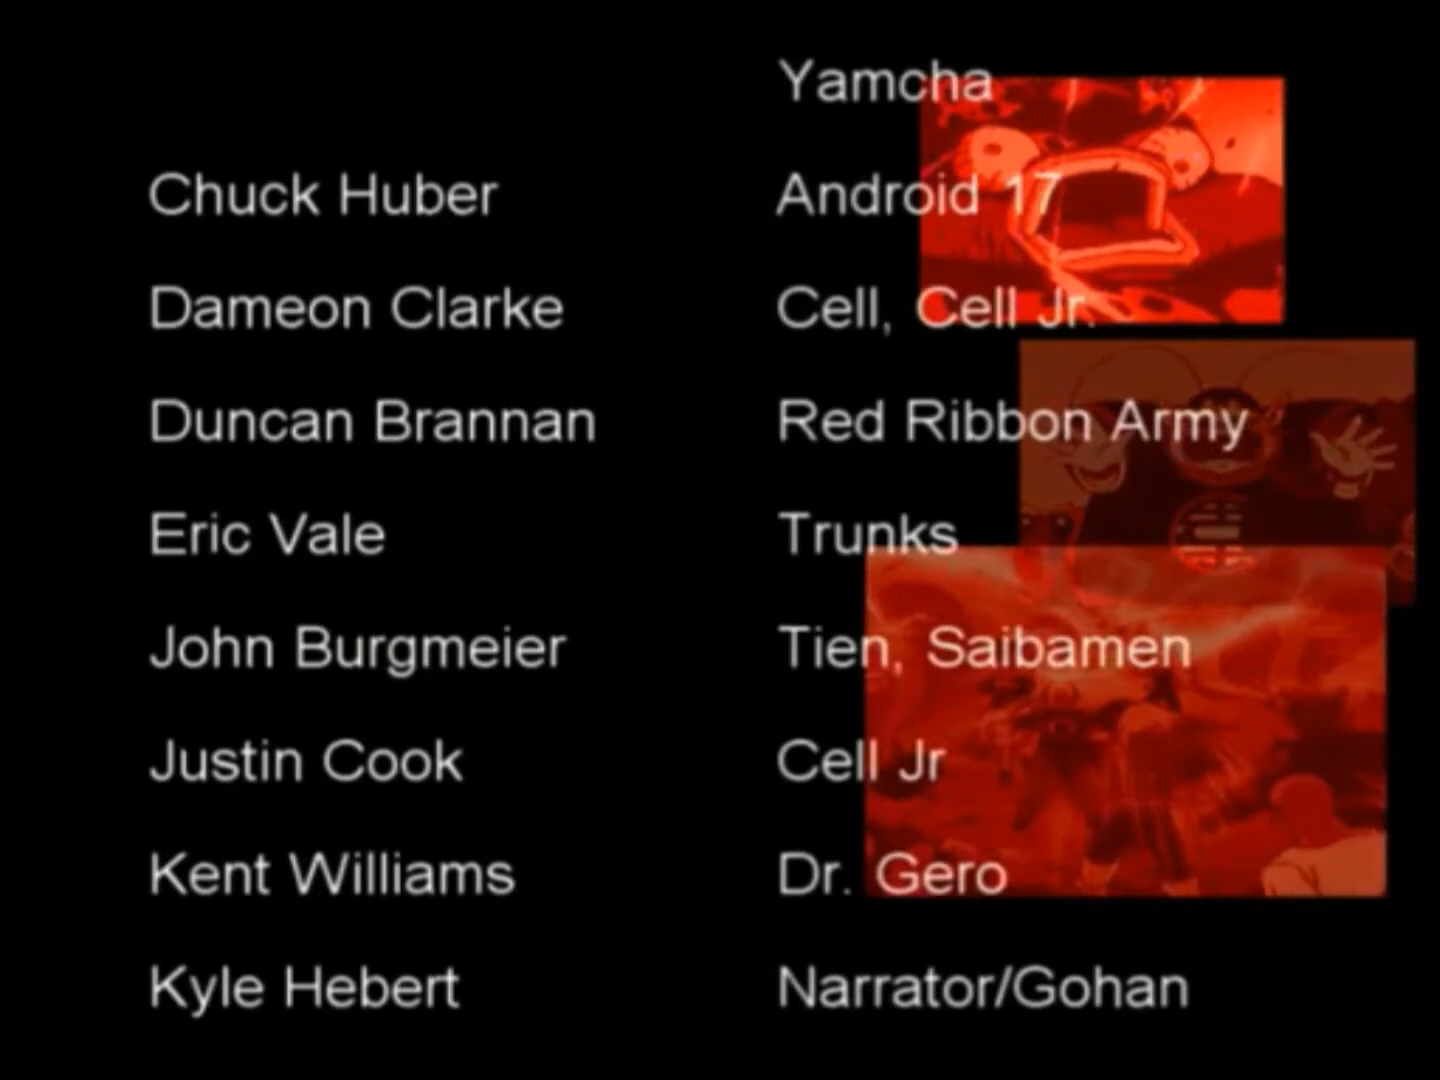 Yamcha
Chuck Huber Android 17
Dameon Clarke Cell, Cell Jr.
Duncan Brannan Red Ribbon Army
Eric Vale Trunks
John Burgmeier Tien, Saibamen
Justin Cook Cell Jr
Kent Williams Dr. Gero
Kyle Hebert Narrator/Gohan